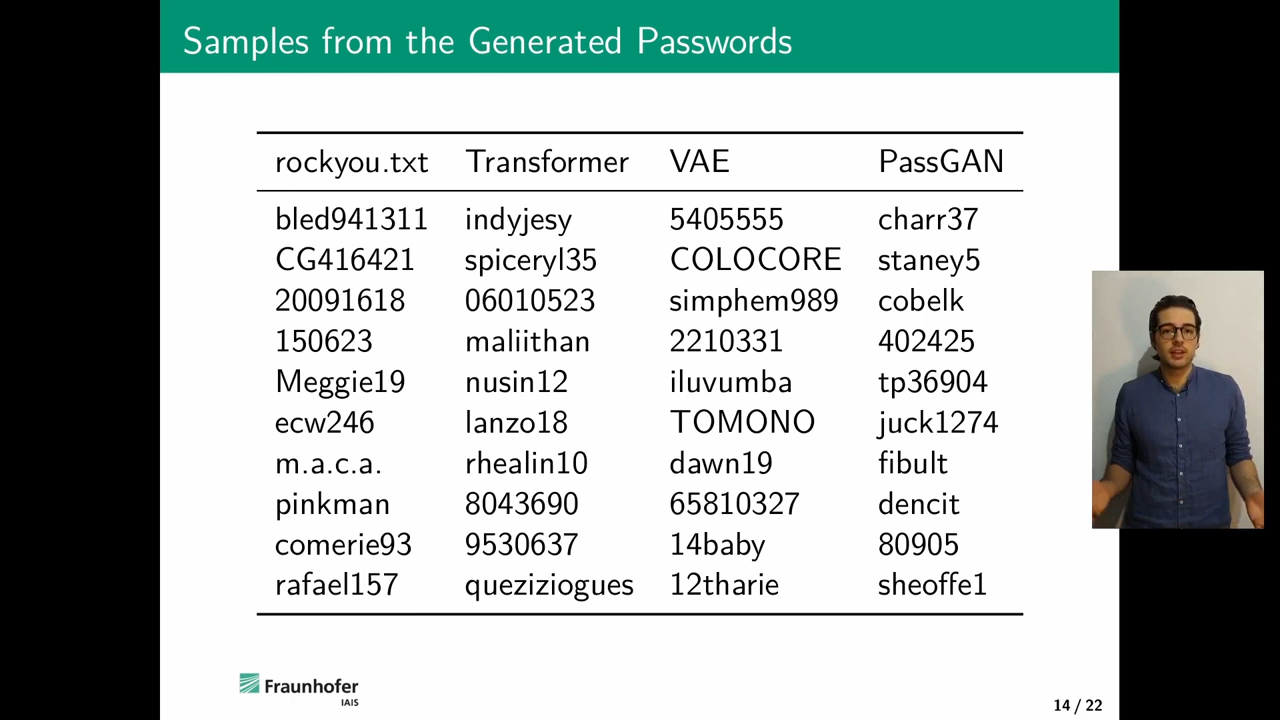 Samples from the Generated Passwords
rockyou.txt Transformer VAE PassGAN
bled941311 indyjesy 5405555 charr37
CG416421 spiceryl35 COLOCORE staney5
20091618 06010523 simphem989 cobelk
150623 maliithan 2210331 402425
Meggie19 nusin12 iluvumba tp36904
ecw246 lanzo18 TOMONO juck1274
m.a.c.a. rhealin10 dawn19 fibult
pinkman 8043690 65810327 dencit
comerie93 9530637 14baby 80905
rafael157 queziziogues 12tharie sheoffe1
Fraunhofer
IAIS
14 / 22